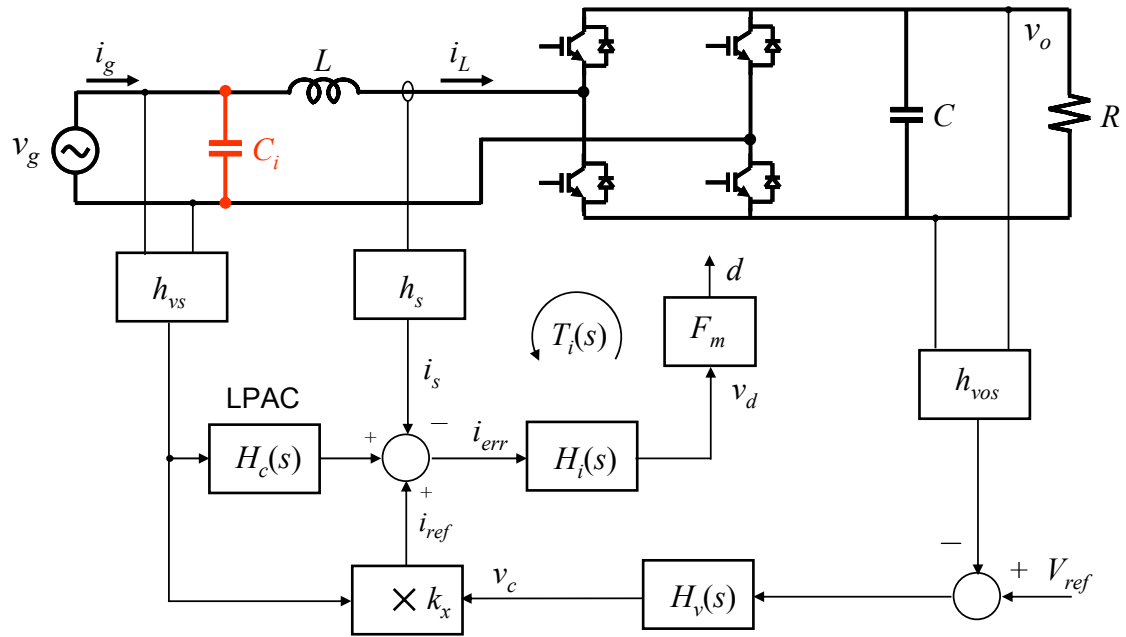 i_g
L
i_L
v_o
v_g
C_i
C
R
h_vs
h_s
d
T_i(s)
F_m
h_vos
i_s
v_d
LPAC
−
+
i_err
H_c(s)
H_i(s)
+
i_ref
−
+
V_ref
v_c
× k_x
H_v(s)